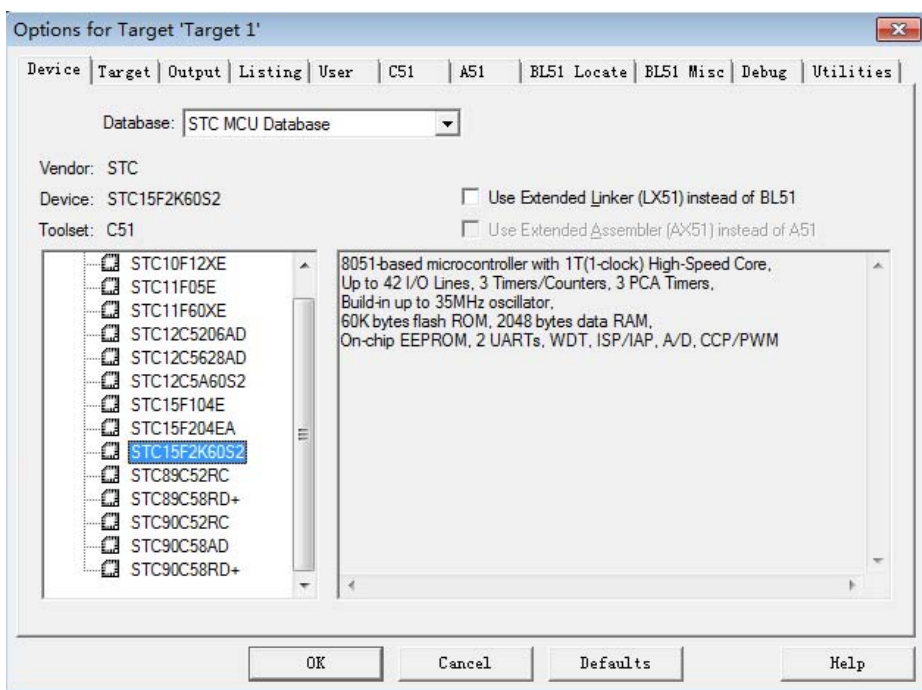 Options for Target 'Target 1'
Device Target Output Listing User C51 A51 BL51 Locate BL51 Misc Debug Utilities
Database: STC MCU Database
Vendor: STC
Device: STC15F2K60S2
Use Extended Linker (LX51) instead of BL51
Toolset: C51
Use Extended Assembler (AX51) instead of A51
STC10F12XE
STC11F05E
STC11F60XE
STC12C5206AD
STC12C5628AD
STC12C5A60S2
STC15F104E
STC15F204EA
STC15F2K60S2
STC89C52RC
STC89C58RD+
STC90C52RC
STC90C58AD
STC90C58RD+
8051-based microcontroller with 1T(1-clock) High-Speed Core,
Up to 42 I/O Lines, 3 Timers/Counters, 3 PCA Timers,
Build-in up to 35MHz oscillator,
60K bytes flash ROM, 2048 bytes data RAM,
On-chip EEPROM, 2 UARTs, WDT, ISP/IAP, A/D, CCP/PWM
OK Cancel Defaults Help